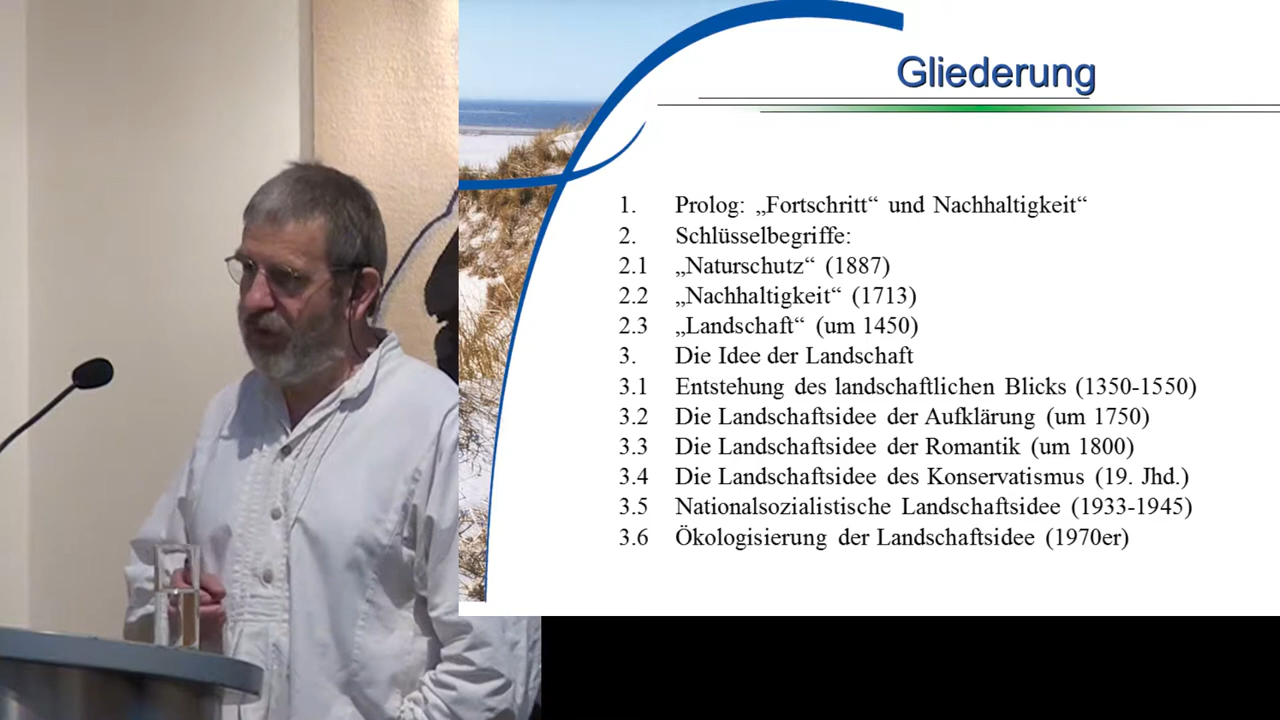 Gliederung
1. Prolog: „Fortschritt“ und Nachhaltigkeit“
2. Schlüsselbegriffe:
2.1 „Naturschutz“ (1887)
2.2 „Nachhaltigkeit“ (1713)
2.3 „Landschaft“ (um 1450)
3. Die Idee der Landschaft
3.1 Entstehung des landschaftlichen Blicks (1350-1550)
3.2 Die Landschaftsidee der Aufklärung (um 1750)
3.3 Die Landschaftsidee der Romantik (um 1800)
3.4 Die Landschaftsidee des Konservatismus (19. Jhd.)
3.5 Nationalsozialistische Landschaftsidee (1933-1945)
3.6 Ökologisierung der Landschaftsidee (1970er)